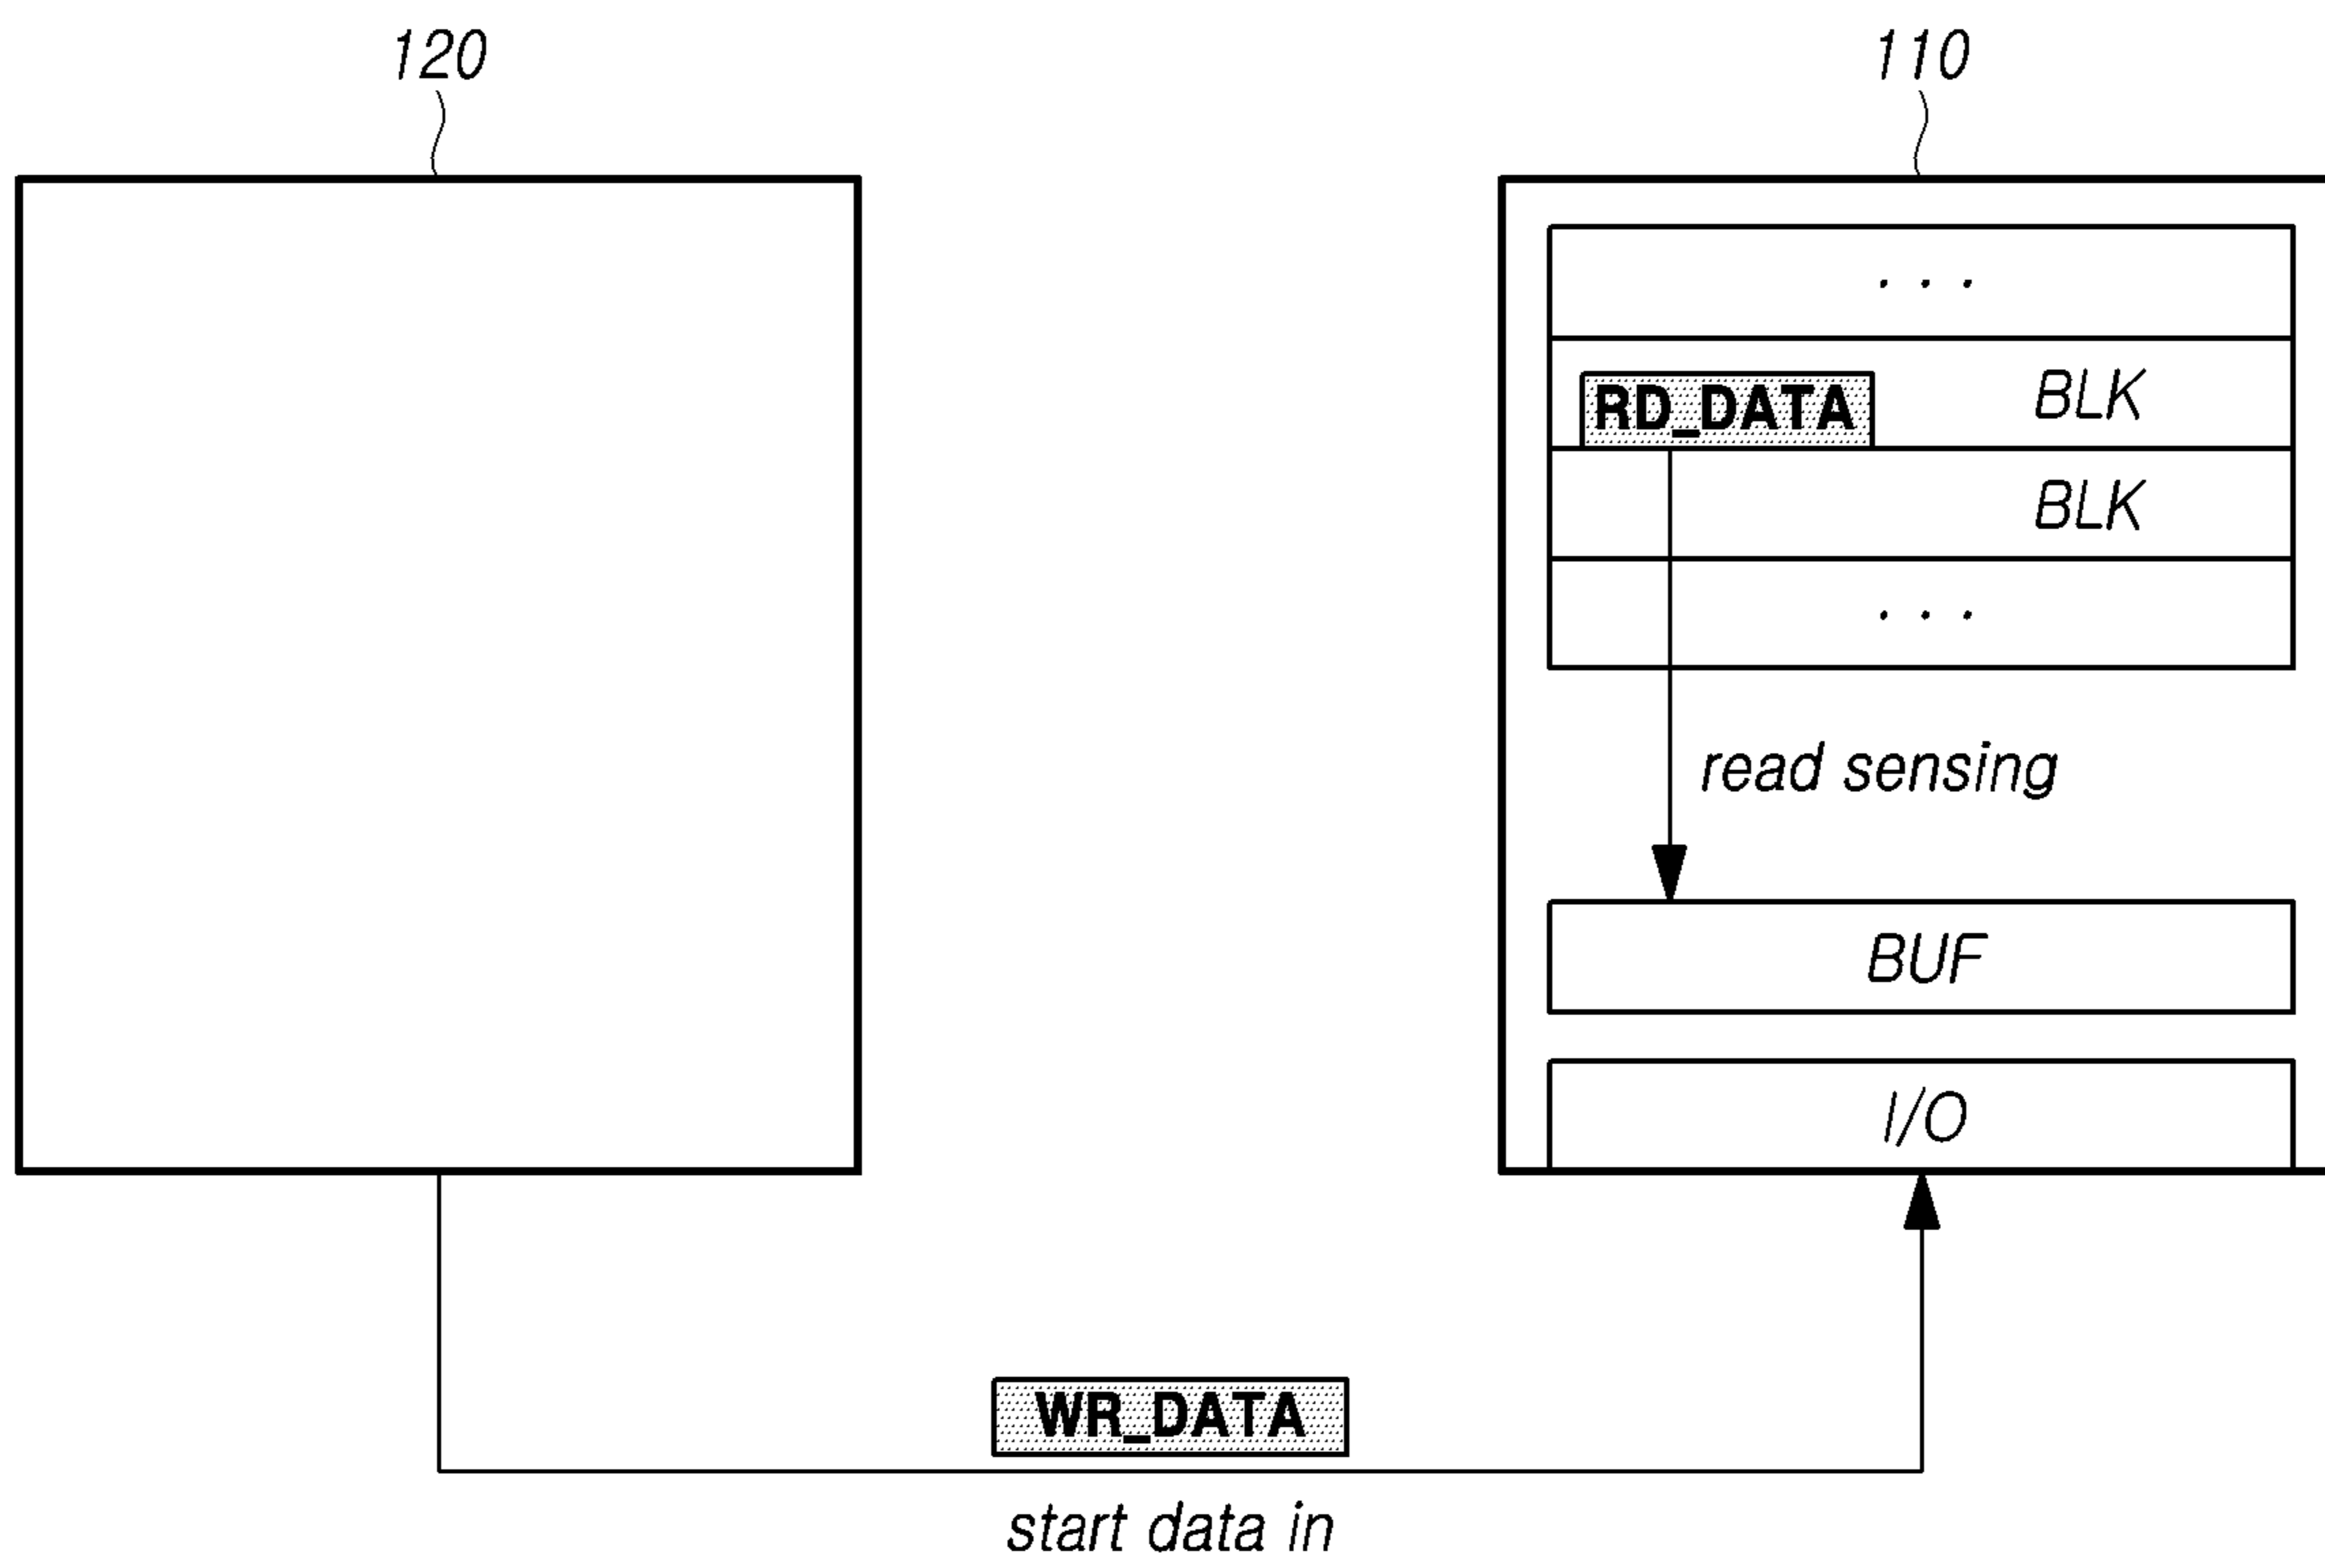 120
110
. . .
RD_DATA BLK
BLK
. . .
read sensing
BUF
I/O
WR_DATA
start data in